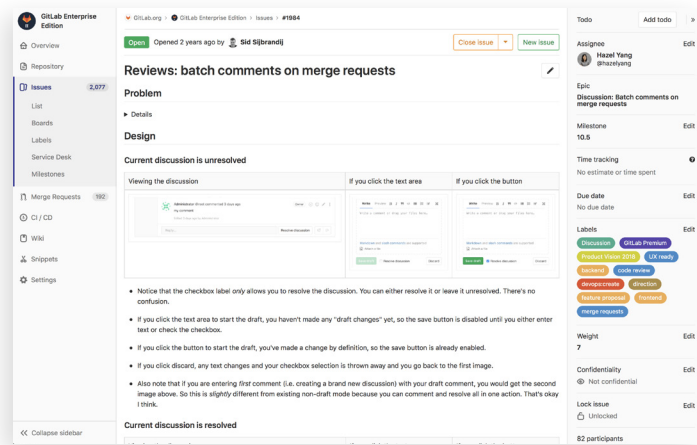 GitLab Enterprise
Edition
Overview
Repository
Issues 2,077
List
Boards
Labels
Service Desk
Milestones
Merge Requests 192
CI / CD
Wiki
Snippets
Settings
Collapse sidebar
GitLab.org › GitLab Enterprise Edition › Issues › #1984
Open Opened 2 years ago by Sid Sijbrandij
Close issue New issue
Reviews: batch comments on merge requests
Problem
Details
Design
Current discussion is unresolved
Viewing the discussion If you click the text area If you click the button
my comment
Resolve discussion
Write
Resolve discussion
Write
Resolve discussion
Notice that the checkbox label only allows you to resolve the discussion. You can either resolve it or leave it unresolved. There's no
confusion.
If you click the text area to start the draft, you haven't made any "draft changes" yet, so the save button is disabled until you either enter
text or check the checkbox.
If you click the button to start the draft, you've made a change by definition, so the save button is already enabled.
If you click discard, any text changes and your checkbox selection is thrown away and you go back to the first image.
Also note that if you are entering first comment (i.e. creating a brand new discussion) with your draft comment, you would get the second
image above. So this is slightly different from existing non-draft mode because you can comment and resolve all in one action. That's okay
I think.
Current discussion is resolved
Todo Add todo »
Assignee Edit
Hazel Yang
@hazelyang
Epic
Discussion: Batch comments on
merge requests
Milestone Edit
10.5
Time tracking
No estimate or time spent
Due date Edit
No due date
Labels Edit
Discussion GitLab Premium
Product Vision 2018 UX ready
backend code review
devops:create direction
feature proposal frontend
merge requests
Weight Edit
7
Confidentiality Edit
Not confidential
Lock issue Edit
Unlocked
82 participants